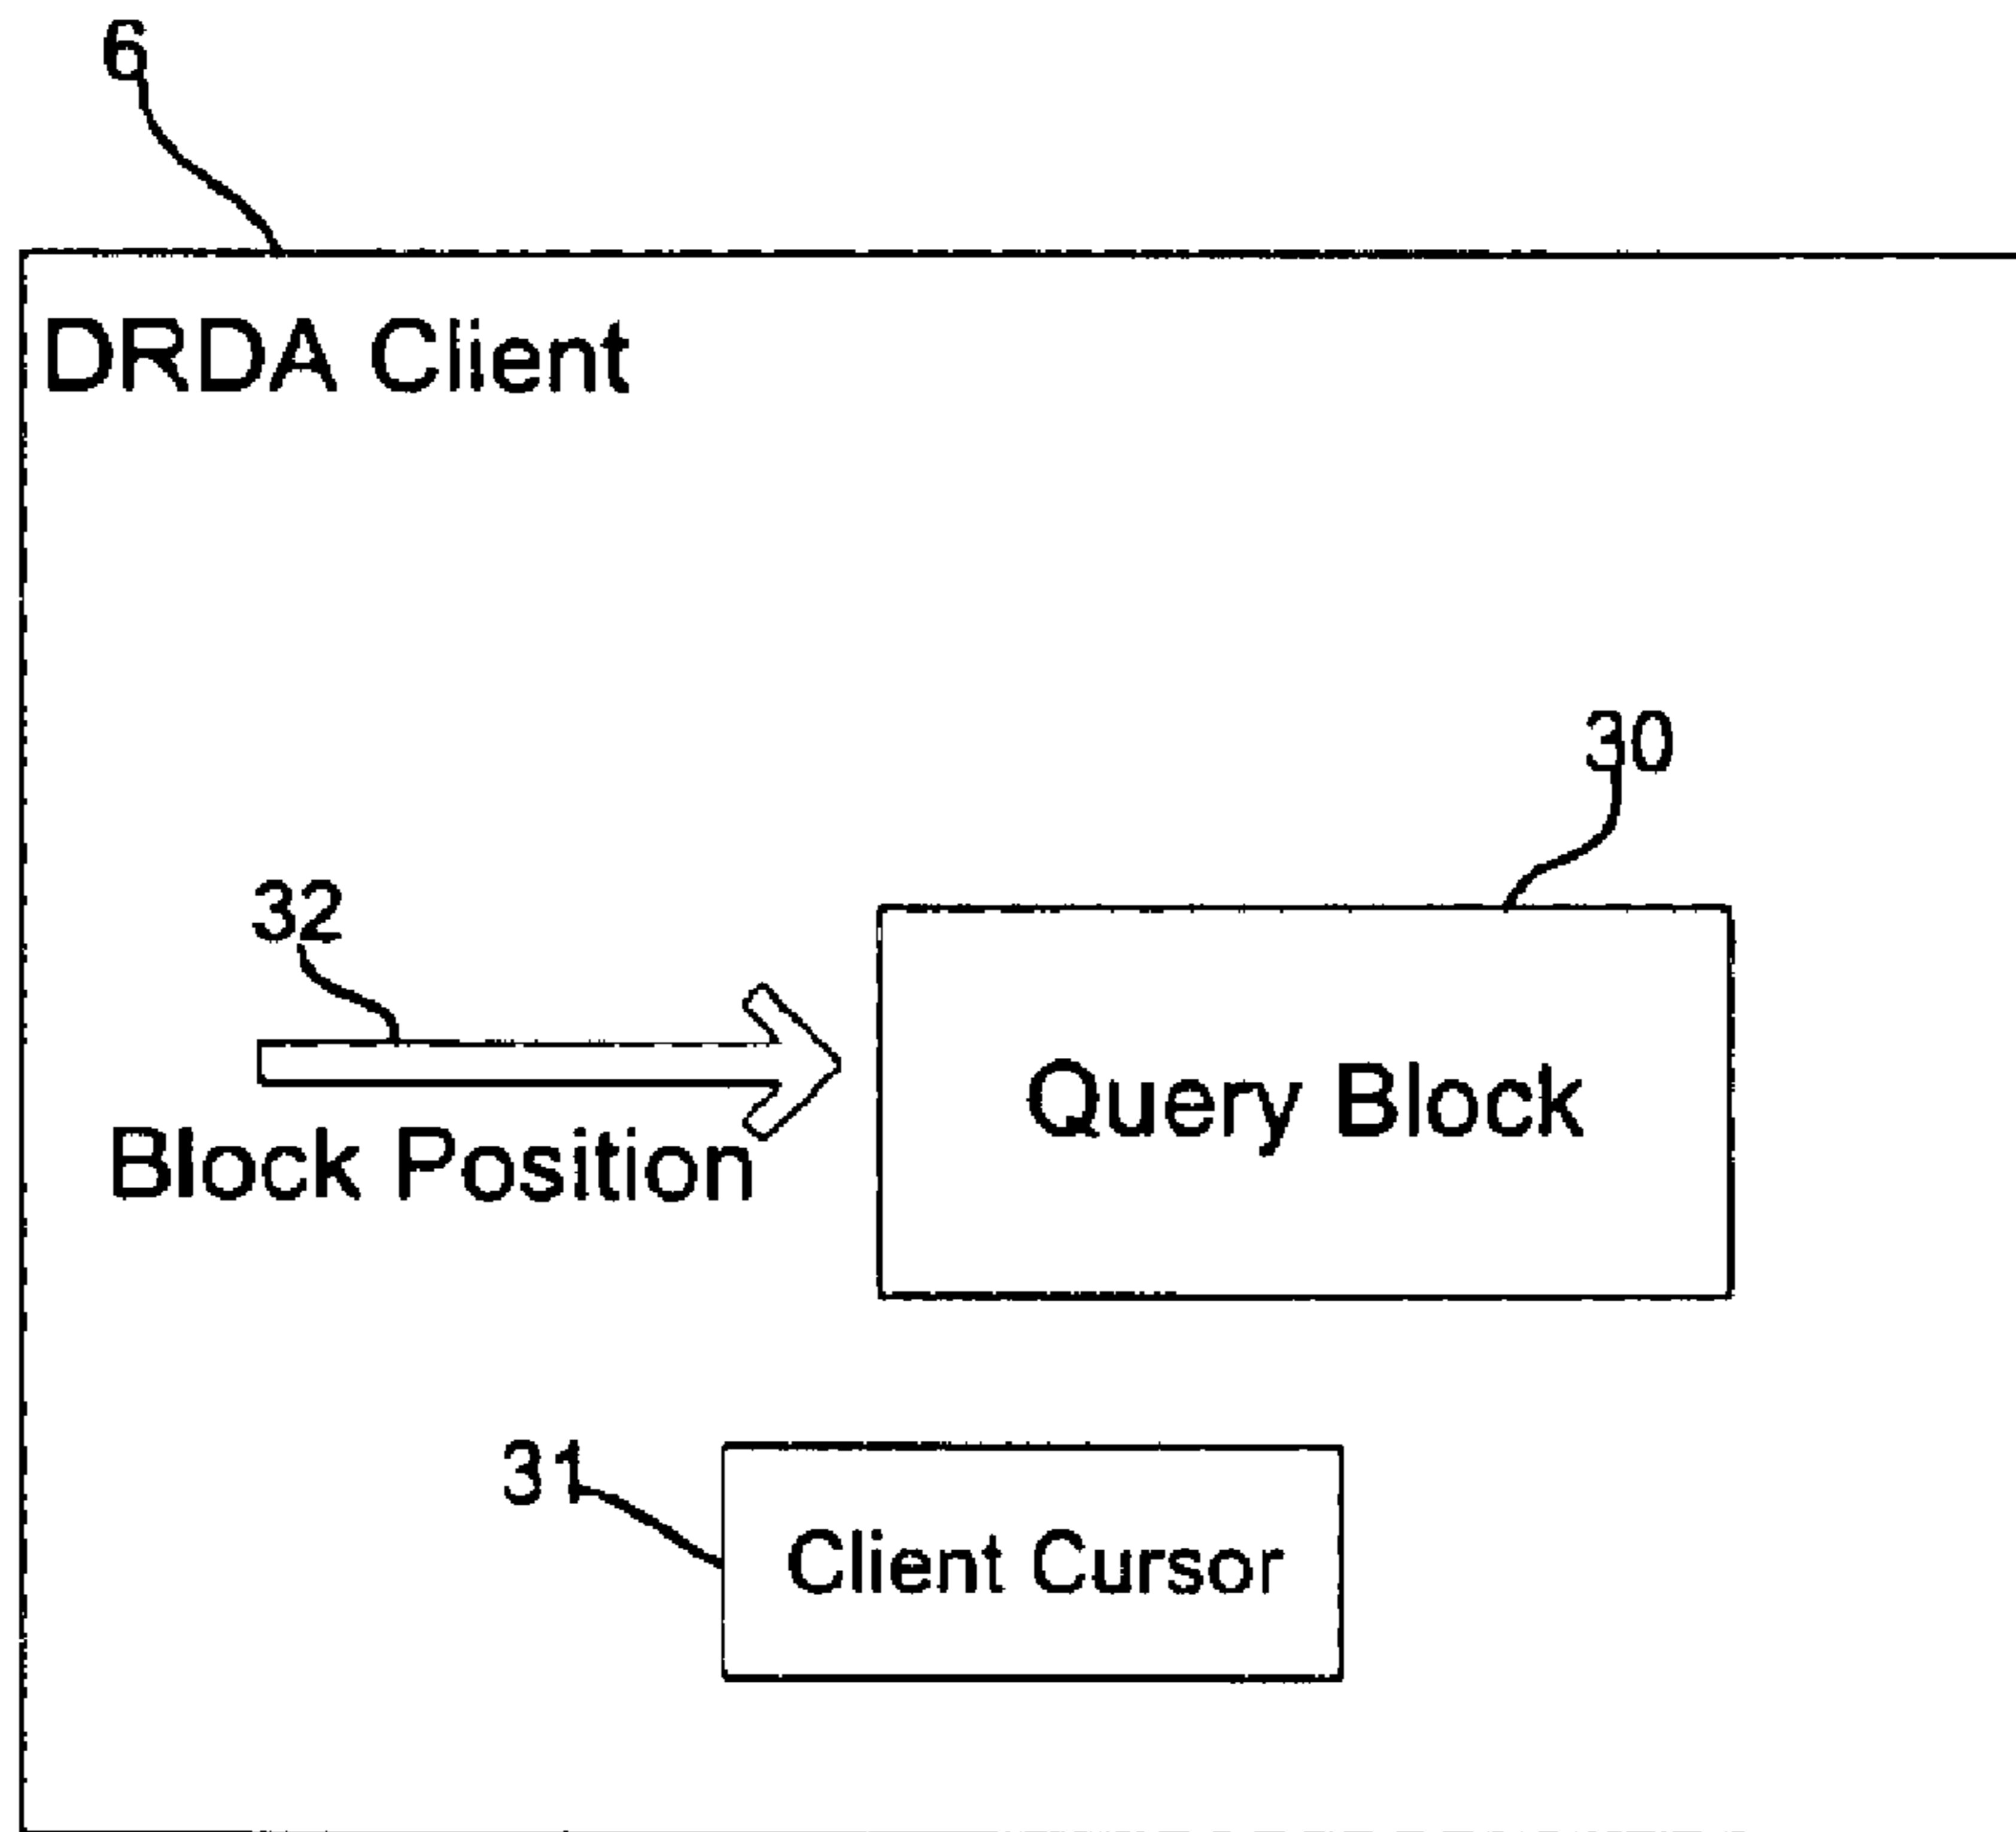 6
DRDA Client
30
32
Query Block
Block Position
31
Client Cursor